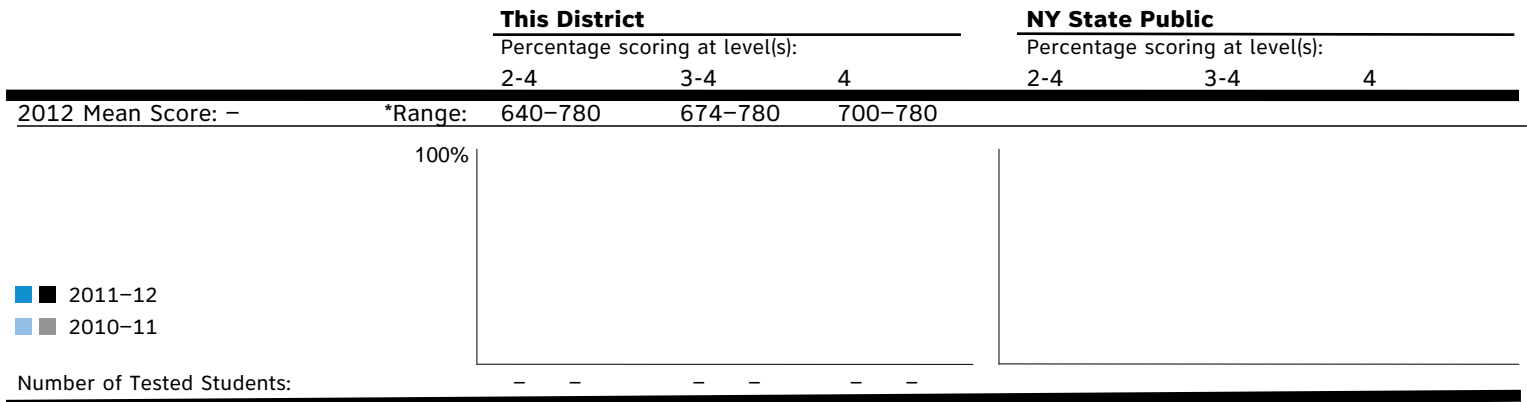 This District NY State Public
Percentage scoring at level(s): Percentage scoring at level(s):
2-4 3-4 4 2-4 3-4 4
2012 Mean Score: – *Range: 640–780 674–780 700–780
100%
2011–12
2010–11
Number of Tested Students: – – – – – –